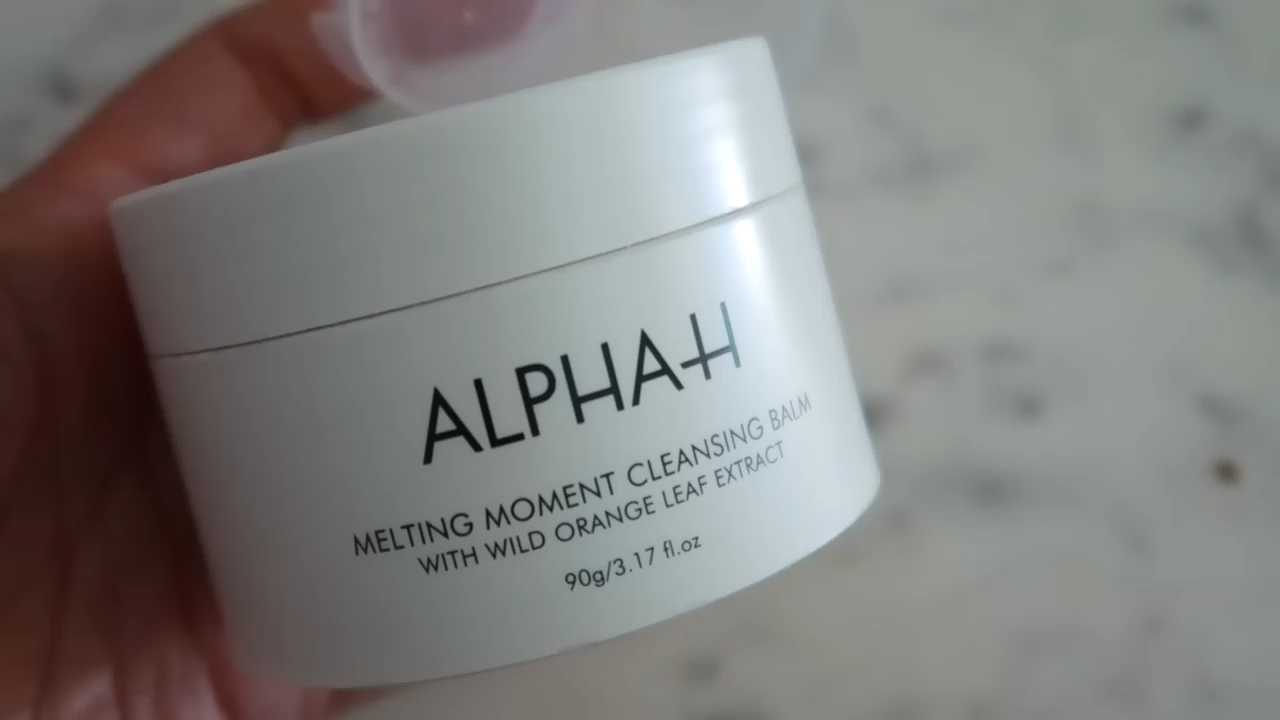 ALPHA-H
MELTING MOMENT CLEANSING BALM
WITH WILD ORANGE LEAF EXTRACT
90g/3.17 fl.oz